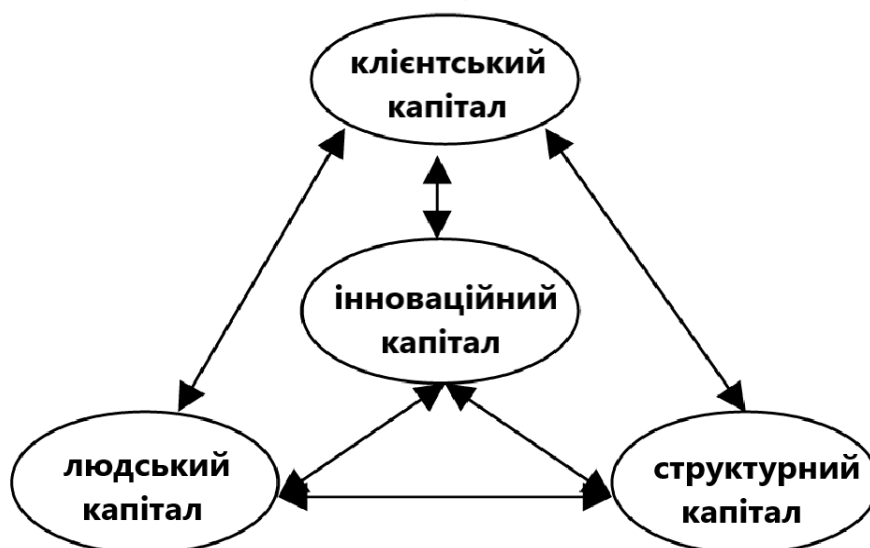 клієнтський
капітал
інноваційний
капітал
людський
капітал
структурний
капітал